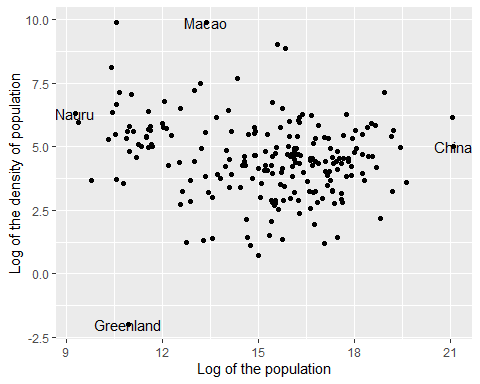 10.0
Macao
7.5
Nauru
5.0
China
2.5
0.0
Greenland
-2.5
9
12
15
18
21
Log of the population
Log of the density of population